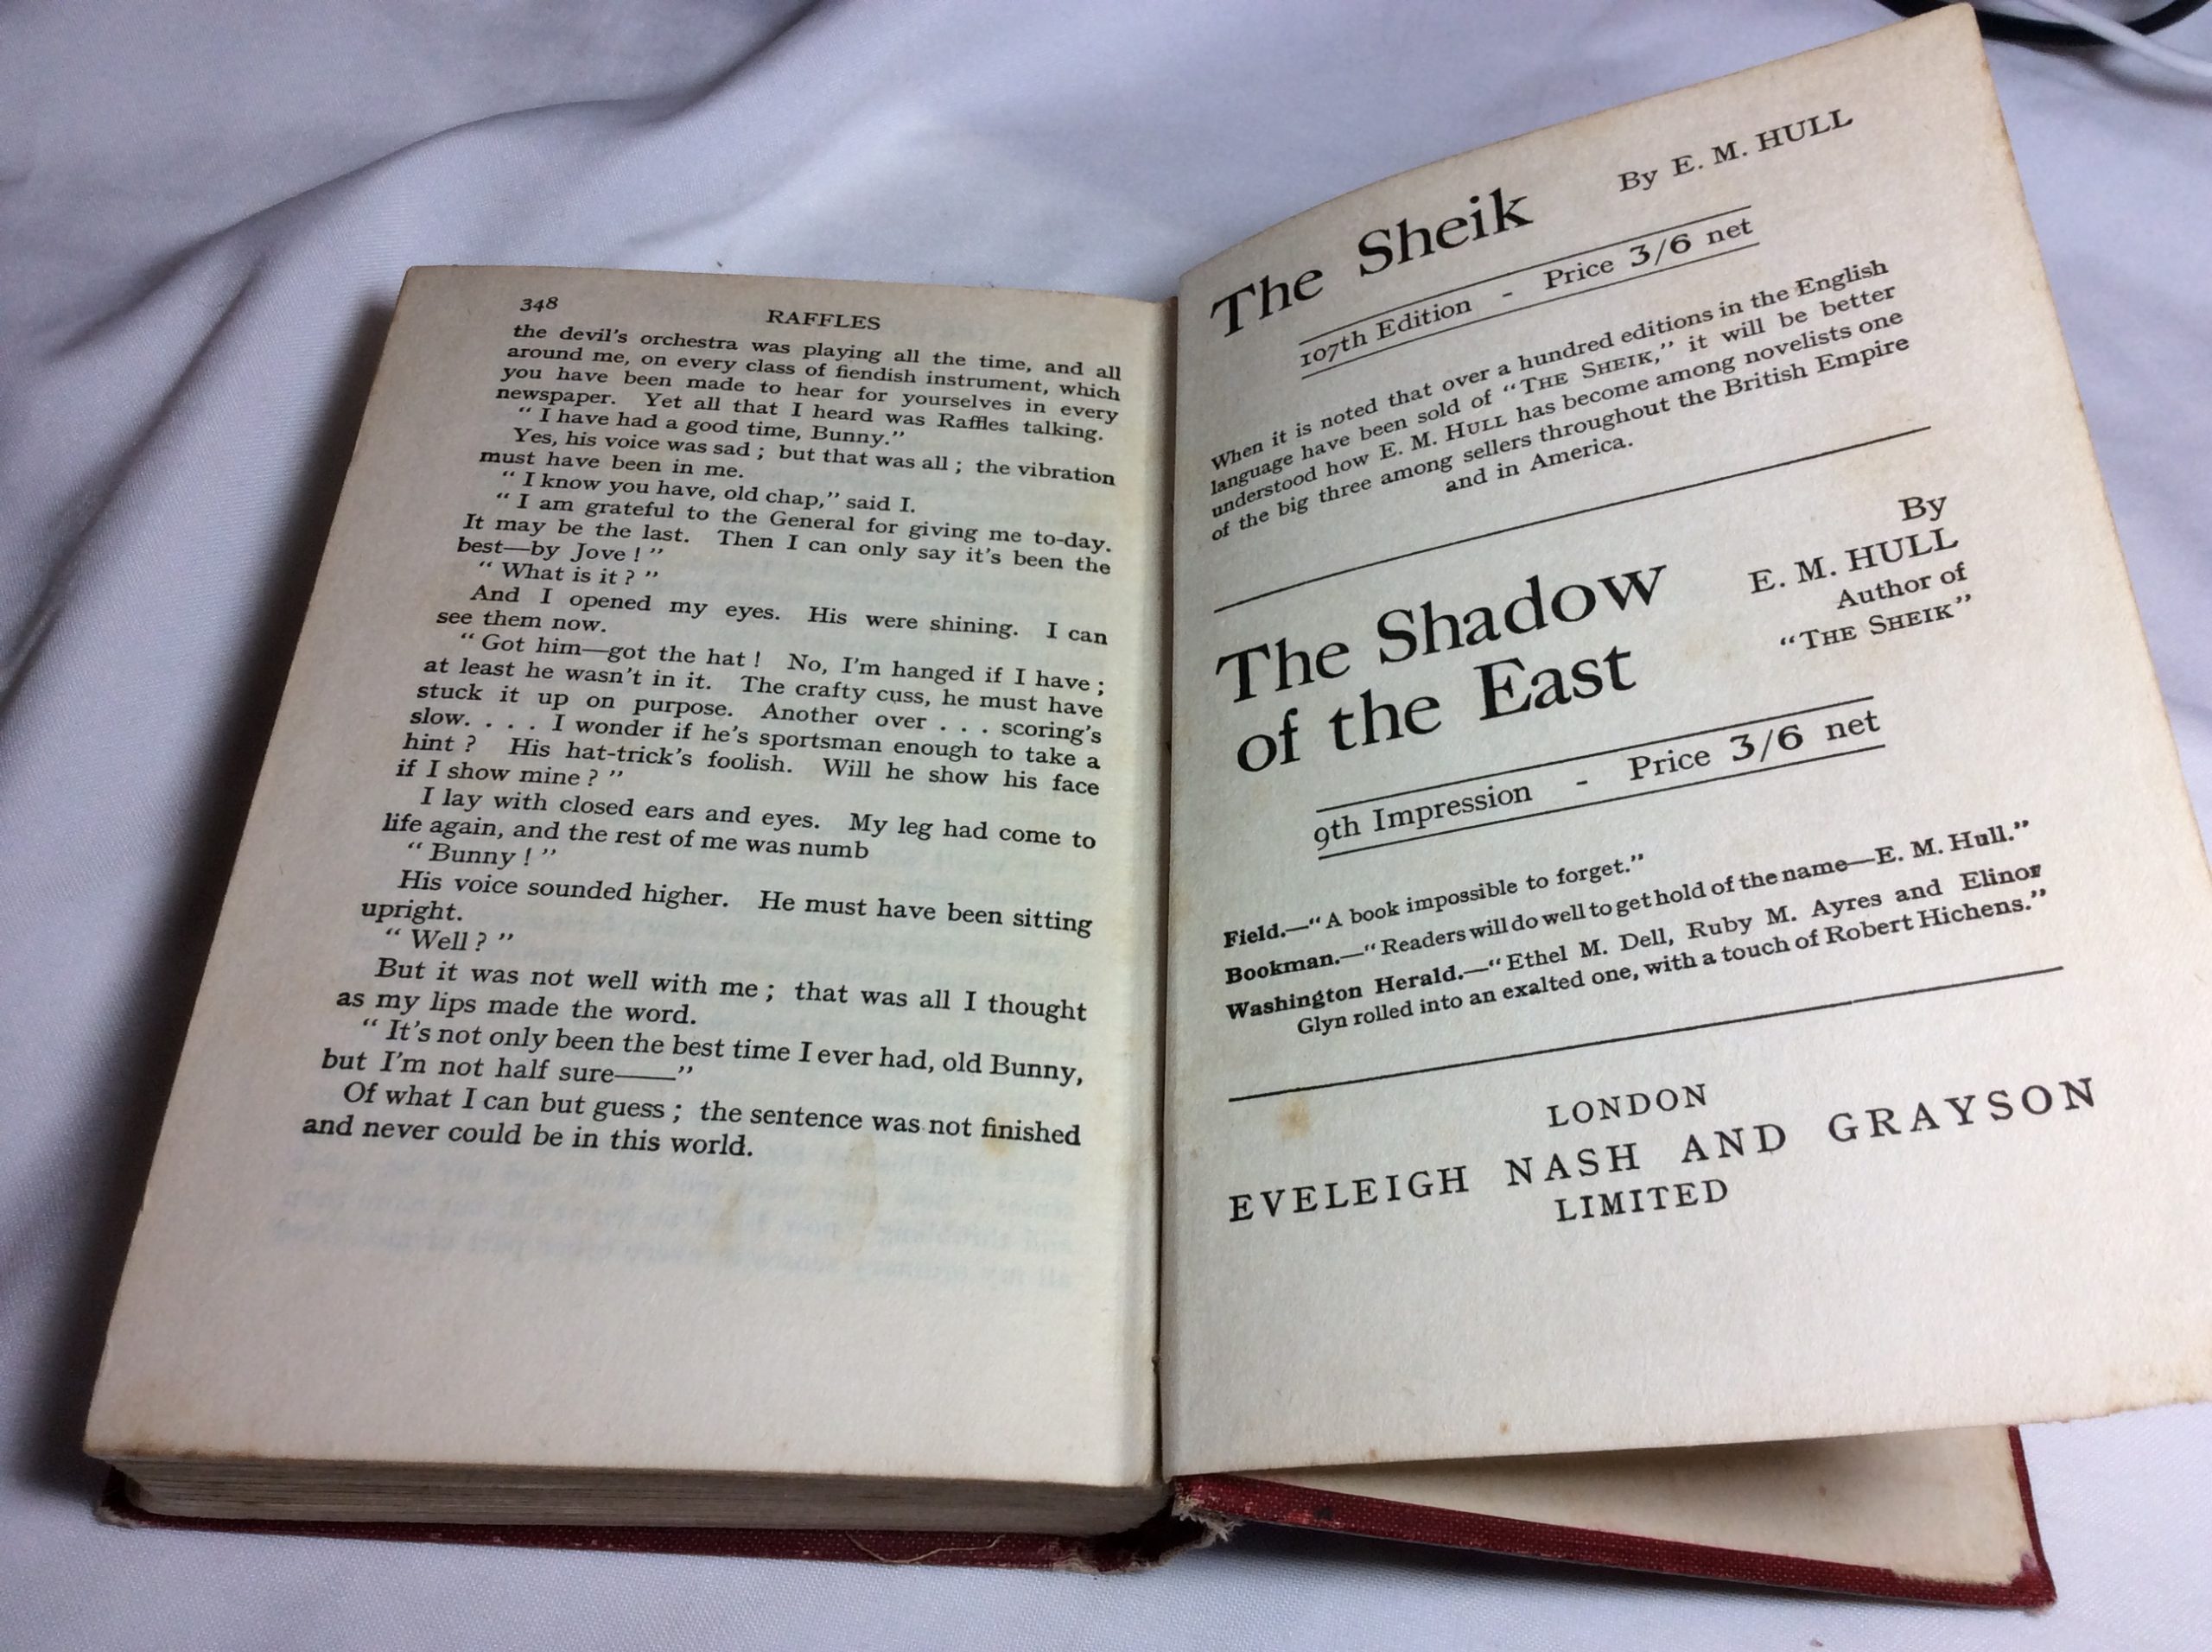 348
RAFFLES
the devil's orchestra was playing all the time, and all
around me, on every class of fiendish instrument, which
you have been made to hear for yourselves in every
newspaper. Yet all that I heard was Raffles talking.
“ I have had a good time, Bunny.”
Yes, his voice was sad ; but that was all ; the vibration
must have been in me.
“ I know you have, old chap,” said I.
“ I am grateful to the General for giving me to-day.
It may be the last. Then I can only say it's been the
best—by Jove ! ”
“ What is it ? ”
And I opened my eyes. His were shining. I can
see them now.
“ Got him—got the hat ! No, I'm hanged if I have ;
at least he wasn't in it. The crafty cuss, he must have
stuck it up on purpose. Another over . . . scoring's
slow. . . . I wonder if he's sportsman enough to take a
hint ? His hat-trick's foolish. Will he show his face
if I show mine ? ”
I lay with closed ears and eyes. My leg had come to
life again, and the rest of me was numb
“ Bunny ! ”
His voice sounded higher. He must have been sitting
upright.
“ Well ? ”
But it was not well with me ; that was all I thought
as my lips made the word.
“ It's not only been the best time I ever had, old Bunny,
but I'm not half sure——”
Of what I can but guess ; the sentence was not finished
and never could be in this world.
The Sheik By E. M. HULL
107th Edition - Price 3/6 net
When it is noted that over a hundred editions in the English
language have been sold of “THE SHEIK,” it will be better
understood how E. M. HULL has become among novelists one
of the big three among sellers throughout the British Empire
and in America.
The Shadow
of the East
By
E. M. HULL
Author of
“THE SHEIK”
9th Impression - Price 3/6 net
Field.—“A book impossible to forget.”
Bookman.—“Readers will do well to get hold of the name—E. M. Hull.”
Washington Herald.—“Ethel M. Dell, Ruby M. Ayres and Elinor
Glyn rolled into an exalted one, with a touch of Robert Hichens.”
LONDON
EVELEIGH NASH AND GRAYSON
LIMITED